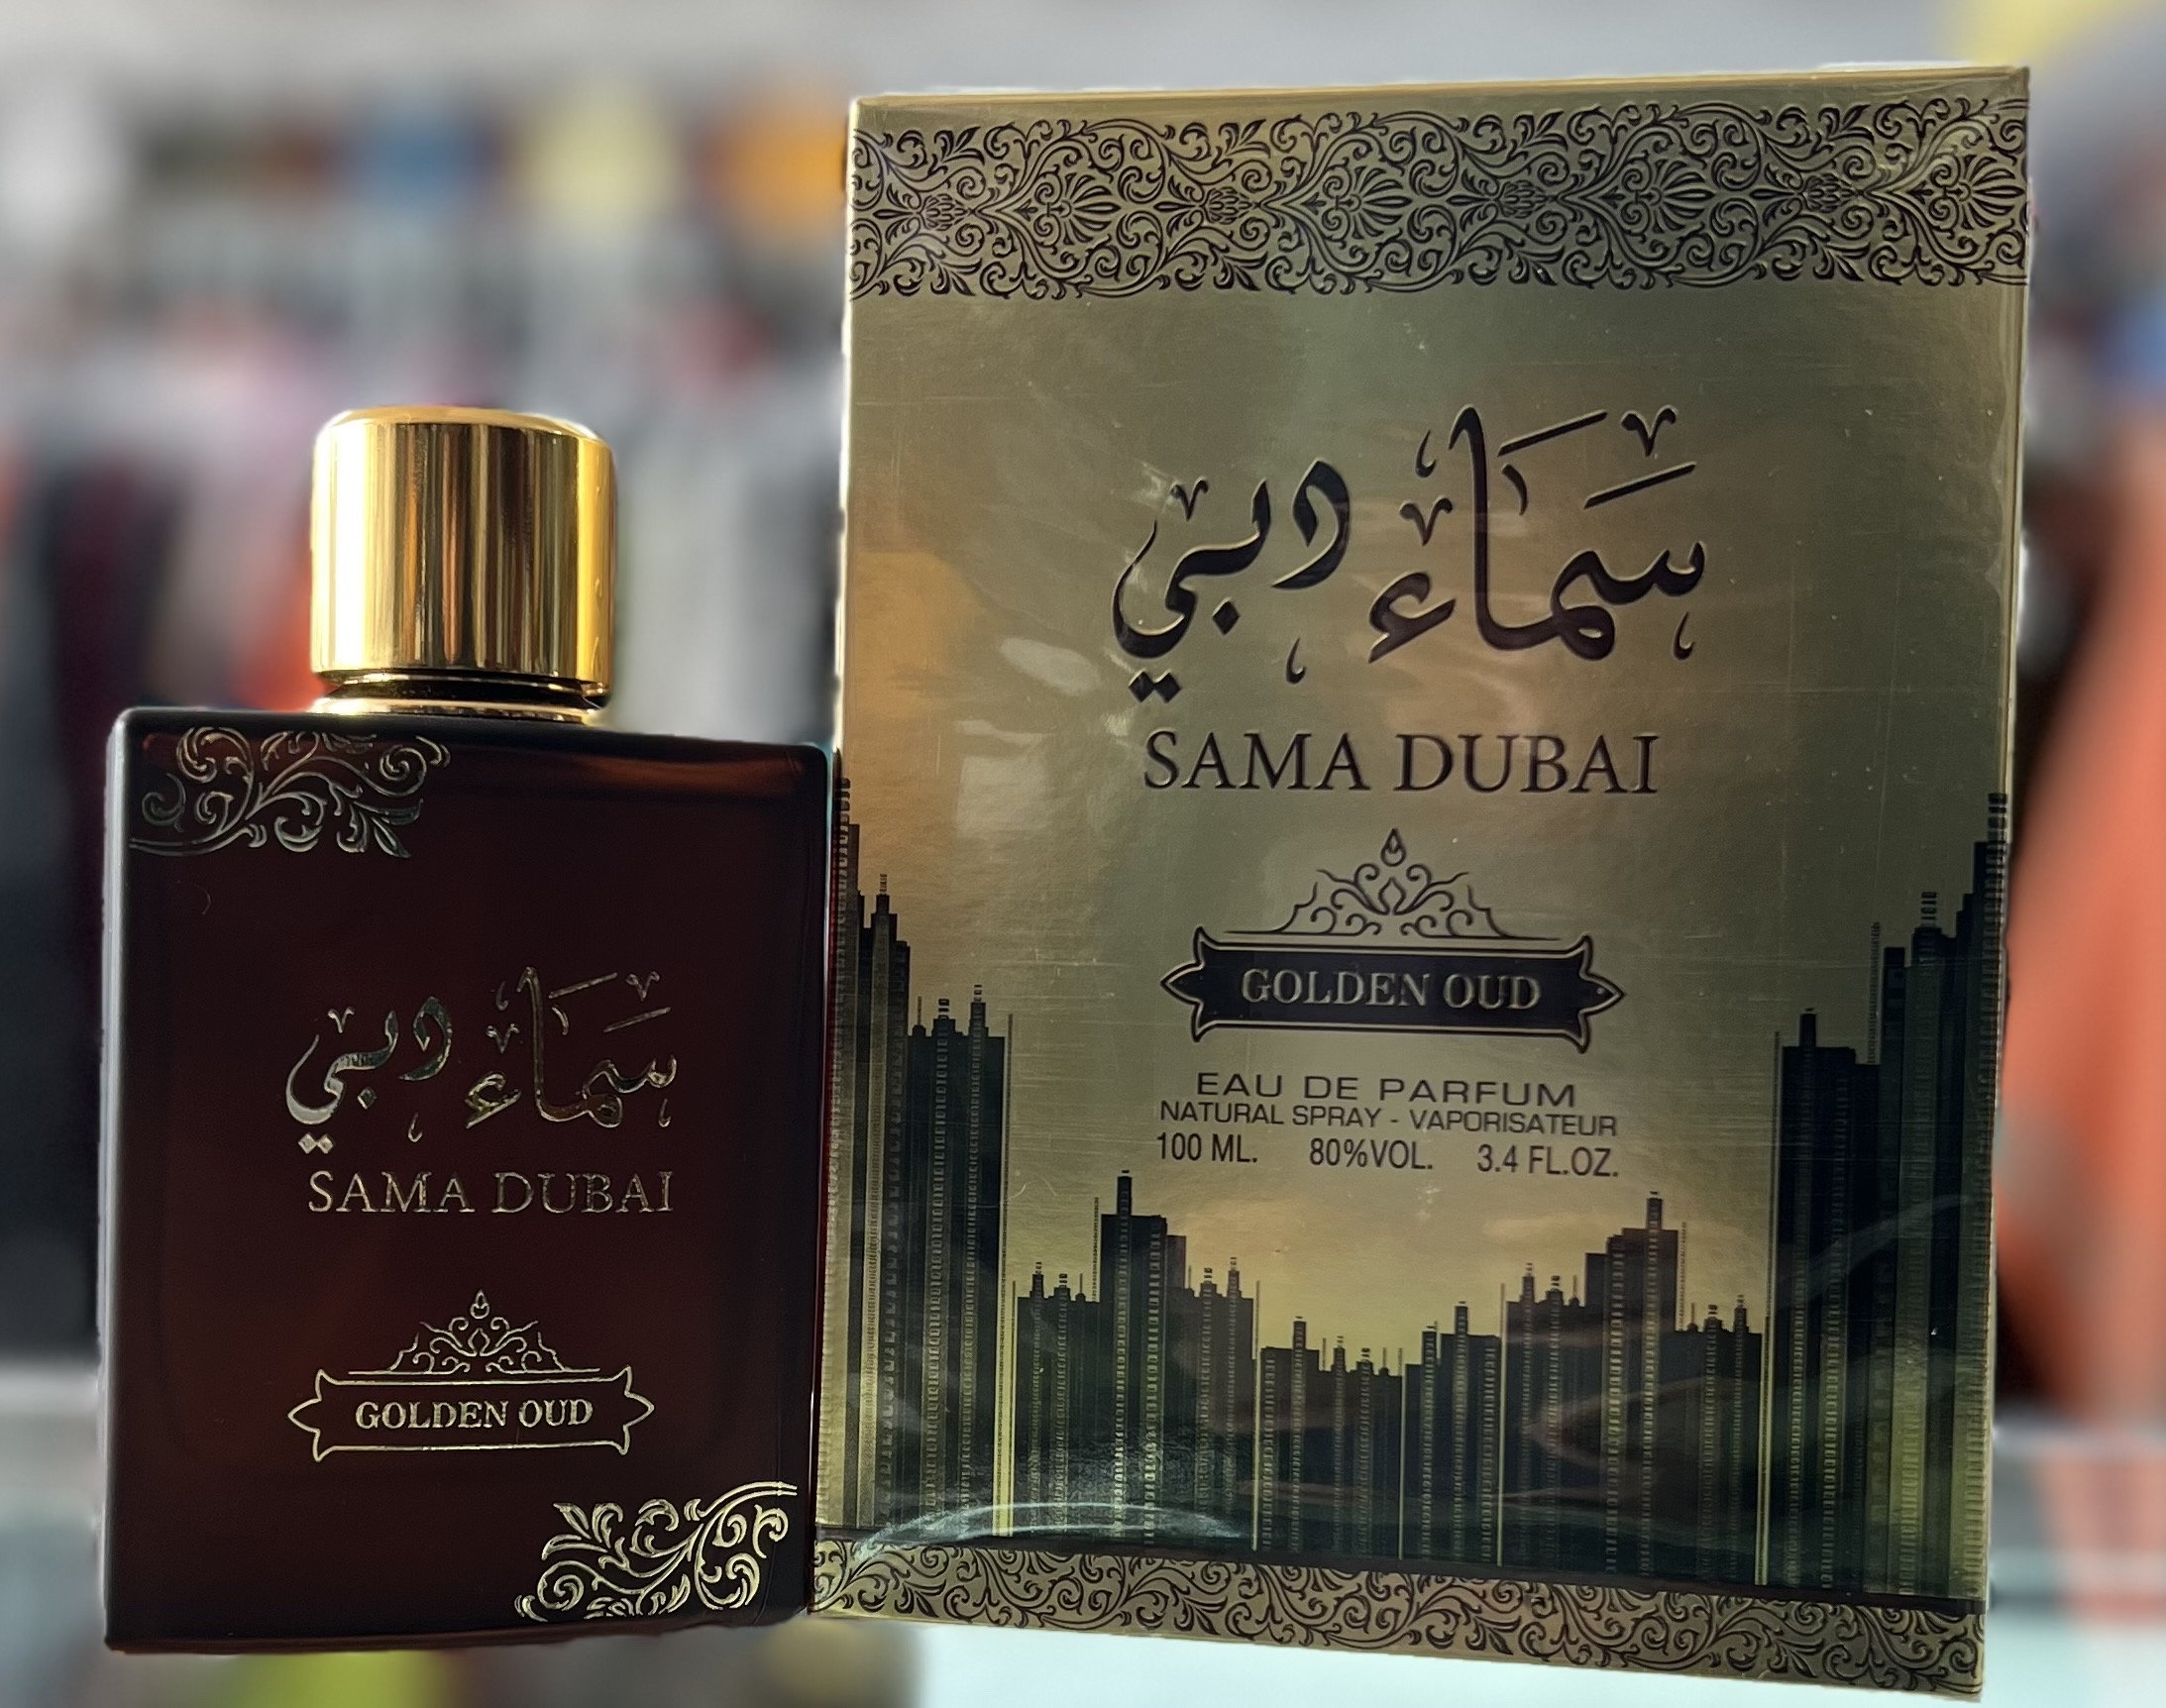 سماء دبي
SAMA DUBAI
GOLDEN OUD
سماء دبي
SAMA DUBAI
GOLDEN OUD
EAU DE PARFUM
NATURAL SPRAY - VAPORISATEUR
100 ML. 80%VOL. 3.4 FL.OZ.